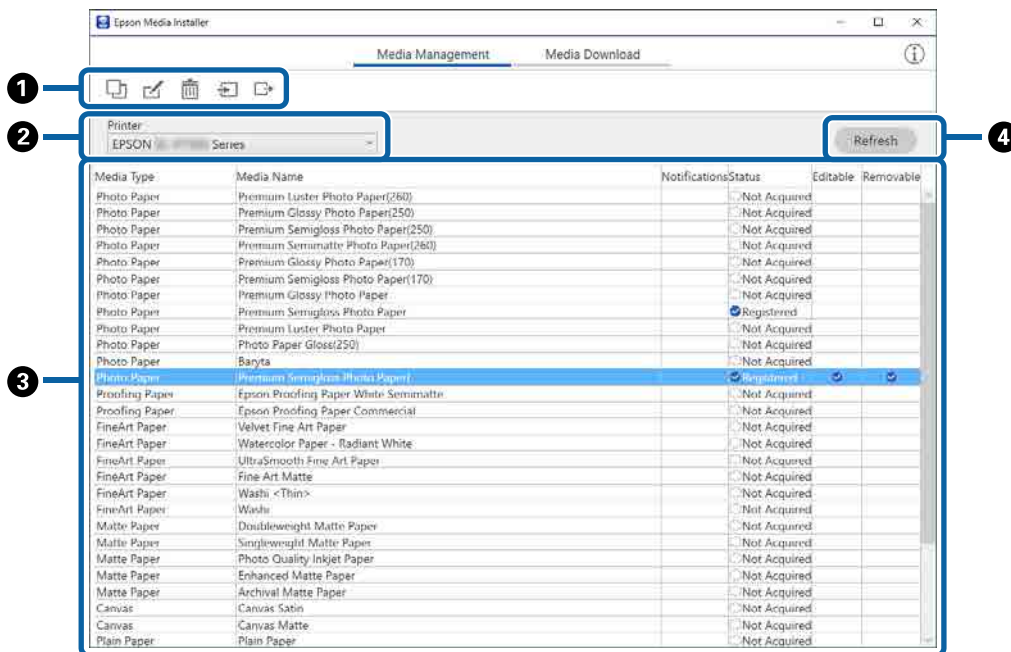 Epson Media Installer
Media Management Media Download
1
2
Printer
EPSON Series
Refresh
4
Media Type Media Name Notifications Status Editable Removable
Photo Paper Premium Luster Photo Paper(260) Not Acquired
Photo Paper Premium Glossy Photo Paper(250) Not Acquired
Photo Paper Premium Semigloss Photo Paper(250) Not Acquired
Photo Paper Premium Semimatte Photo Paper(260) Not Acquired
Photo Paper Premium Glossy Photo Paper(170) Not Acquired
Photo Paper Premium Semigloss Photo Paper(170) Not Acquired
Photo Paper Premium Glossy Photo Paper Not Acquired
Photo Paper Premium Semigloss Photo Paper Registered
Photo Paper Premium Luster Photo Paper Not Acquired
Photo Paper Photo Paper Gloss(250) Not Acquired
Photo Paper Baryta Not Acquired
3
Photo Paper Premium Semigloss Photo Paper Registered
Proofing Paper Epson Proofing Paper White Semimatte Not Acquired
Proofing Paper Epson Proofing Paper Commercial Not Acquired
FineArt Paper Velvet Fine Art Paper Not Acquired
FineArt Paper Watercolor Paper - Radiant White Not Acquired
FineArt Paper UltraSmooth Fine Art Paper Not Acquired
FineArt Paper Fine Art Matte Not Acquired
FineArt Paper Washi <Thin> Not Acquired
FineArt Paper Washi Not Acquired
Matte Paper Doubleweight Matte Paper Not Acquired
Matte Paper Singleweight Matte Paper Not Acquired
Matte Paper Photo Quality Inkjet Paper Not Acquired
Matte Paper Enhanced Matte Paper Not Acquired
Matte Paper Archival Matte Paper Not Acquired
Canvas Canvas Satin Not Acquired
Canvas Canvas Matte Not Acquired
Plain Paper Plain Paper Not Acquired